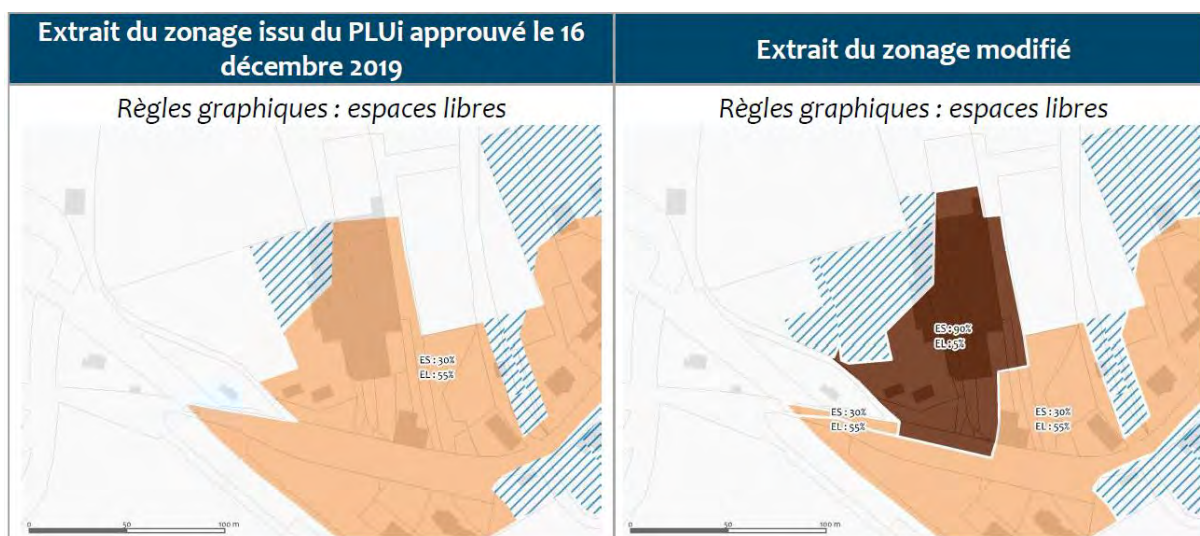 Extrait du zonage issu du PLUi approuvé le 16
décembre 2019
Extrait du zonage modifié
Règles graphiques : espaces libres
Règles graphiques : espaces libres
ES : 30%
EL : 55%
0 50 100 m
ES : 90%
EL : 5%
ES : 30%
EL : 55%
ES : 30%
EL : 55%
0 50 100 m